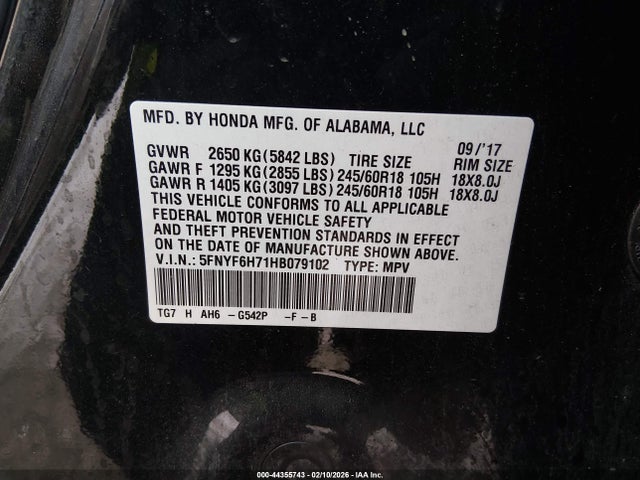 MFD. BY HONDA MFG. OF ALABAMA, LLC
09/'17
GVWR 2650 KG(5842 LBS) TIRE SIZE RIM SIZE
GAWR F 1295 KG(2855 LBS) 245/60R18 105H 18X8.0J
GAWR R 1405 KG(3097 LBS) 245/60R18 105H 18X8.0J
THIS VEHICLE CONFORMS TO ALL APPLICABLE
FEDERAL MOTOR VEHICLE SAFETY
AND THEFT PREVENTION STANDARDS IN EFFECT
ON THE DATE OF MANUFACTURE SHOWN ABOVE.
V.I.N.: 5FNYF6H71HB079102 TYPE: MPV
TG7 H AH6 - G542P -F-B
000-44355743 - 02/10/2026 - IAA Inc.